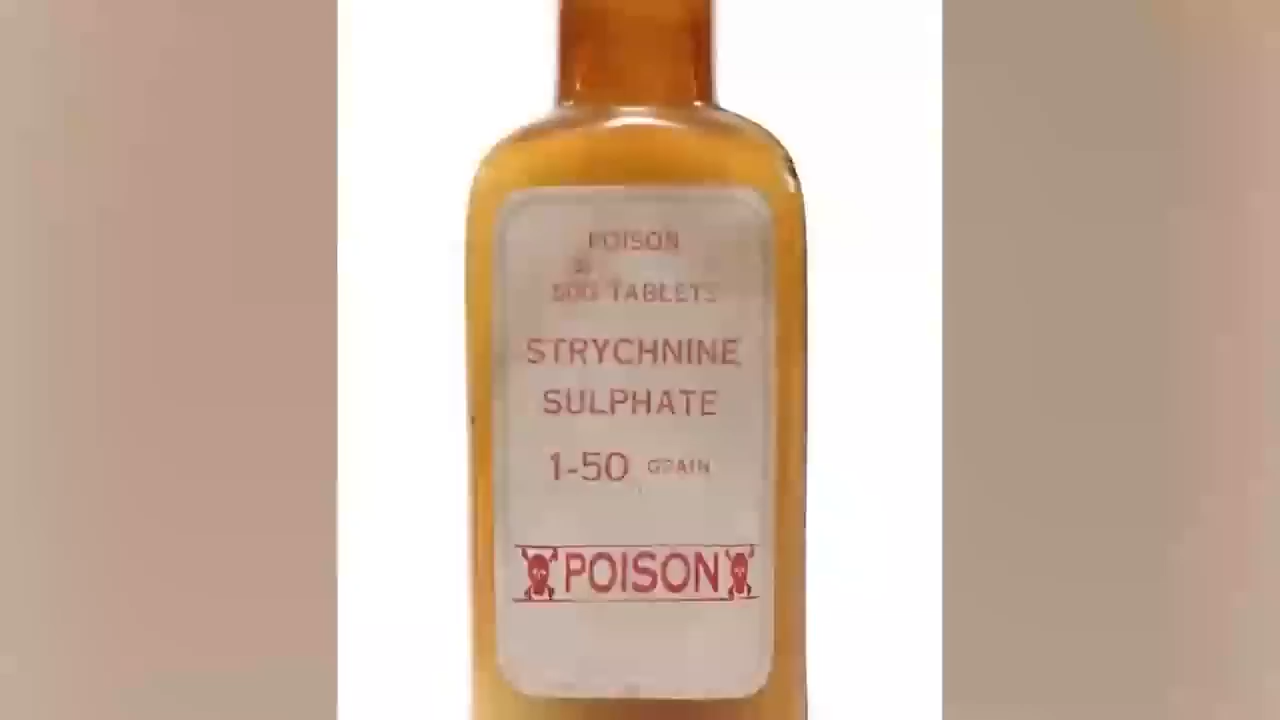 POISON
500 TABLETS
STRYCHNINE
SULPHATE
1-50 GRAIN
POISON